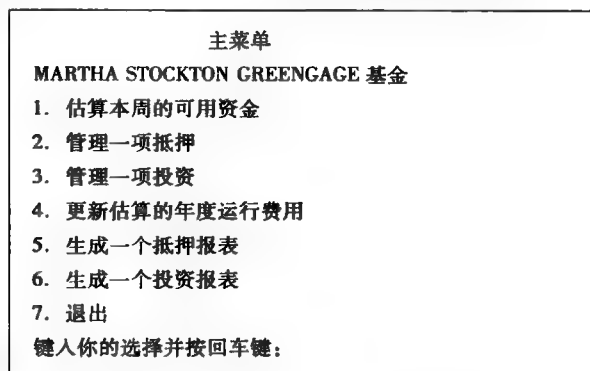 主菜单
MARTHA STOCKTON GREENGAGE 基金
1. 估算本周的可用资金
2. 管理一项抵押
3. 管理一项投资
4. 更新估算的年度运行费用
5. 生成一个抵押报表
6. 生成一个投资报表
7. 退出
键入你的选择并按回车键: